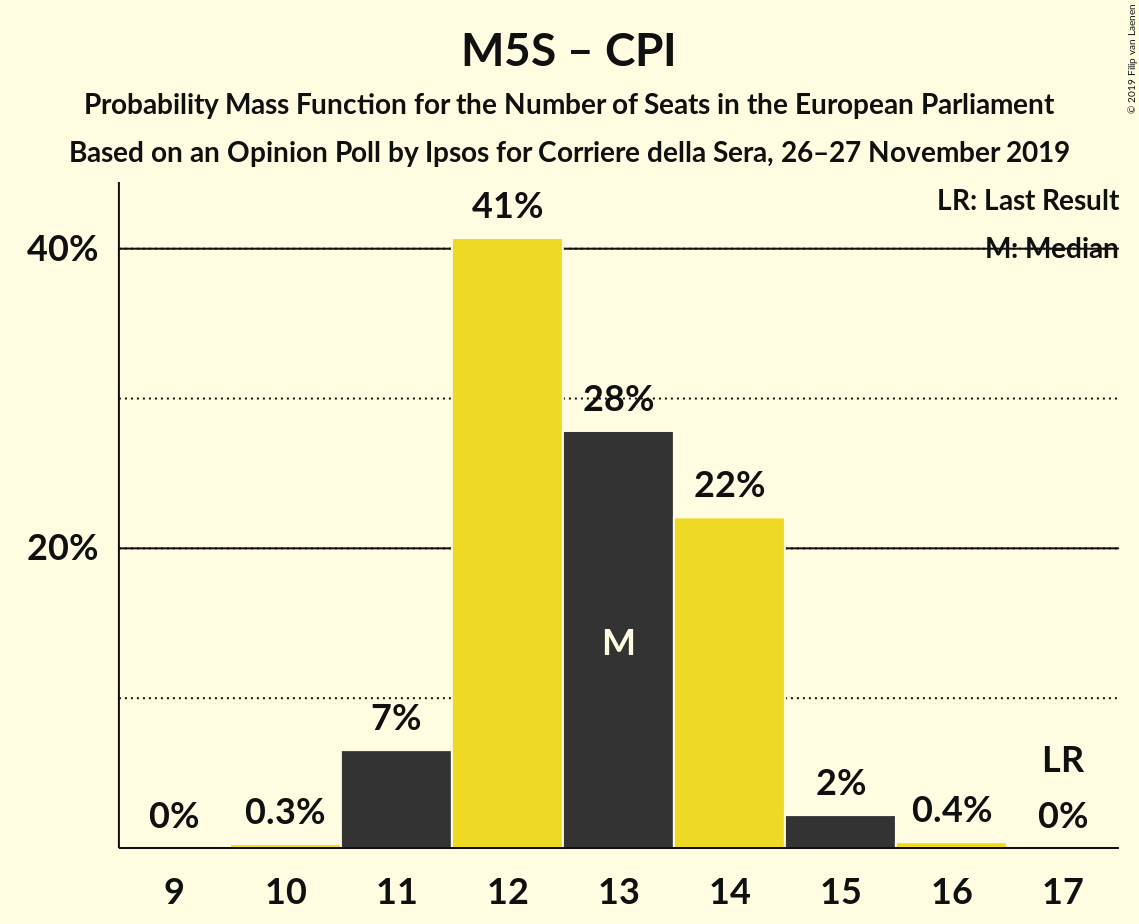 © 2019 Filip van Laenen
M5S – CPI
Probability Mass Function for the Number of Seats in the European Parliament
Based on an Opinion Poll by Ipsos for Corriere della Sera, 26–27 November 2019
LR: Last Result
M: Median
40%
20%
0%
0.3%
7%
41%
28%
M
22%
2%
0.4%
LR
0%
9 10 11 12 13 14 15 16 17